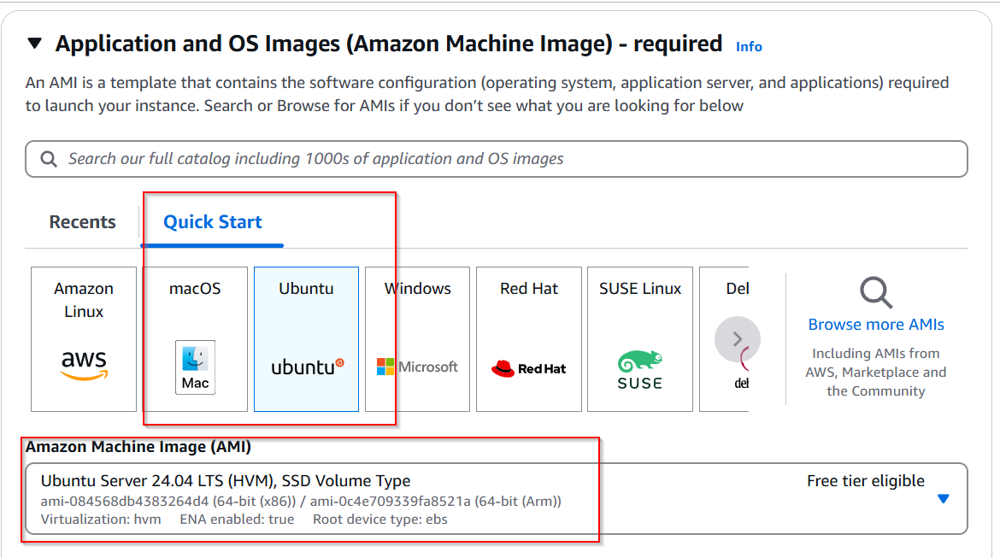 Application and OS Images (Amazon Machine Image) - required Info
An AMI is a template that contains the software configuration (operating system, application server, and applications) required
to launch your instance. Search or Browse for AMIs if you don’t see what you are looking for below
Search our full catalog including 1000s of application and OS images
Recents
Quick Start
Amazon
Linux
aws
macOS
Mac
Ubuntu
ubuntu
Windows
Microsoft
Red Hat
Red Hat
SUSE Linux
SUSE
Browse more AMIs
Including AMIs from
AWS, Marketplace and
the Community
Amazon Machine Image (AMI)
Ubuntu Server 24.04 LTS (HVM), SSD Volume Type
Free tier eligible
ami-084568db4383264d4 (64-bit (x86)) / ami-0c4e709339fa8521a (64-bit (Arm))
Virtualization: hvm ENA enabled: true Root device type: ebs